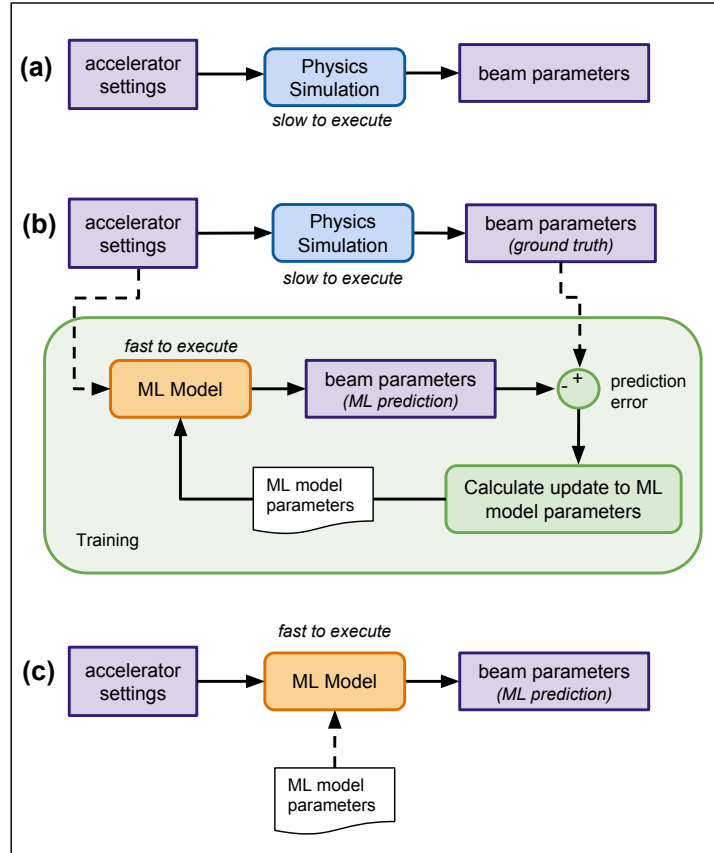 (a)
accelerator
settings
Physics
Simulation
slow to execute
beam parameters
(b)
accelerator
settings
Physics
Simulation
slow to execute
beam parameters
(ground truth)
fast to execute
ML Model
beam parameters
(ML prediction)
- +
prediction
error
ML model
parameters
Calculate update to ML
model parameters
Training
(c)
accelerator
settings
fast to execute
ML Model
beam parameters
(ML prediction)
ML model
parameters